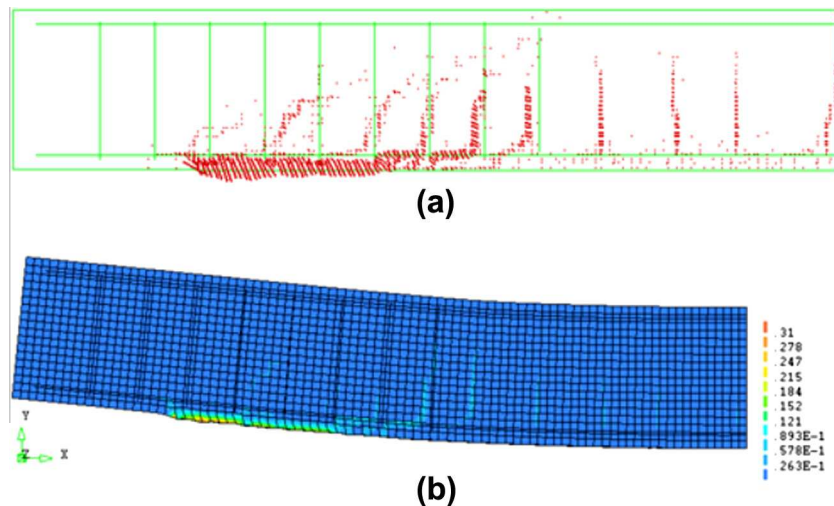 (a)
.31
.278
.247
.215
.184
.152
.121
.893E-1
.578E-1
.263E-1
Y
Z
X
(b)